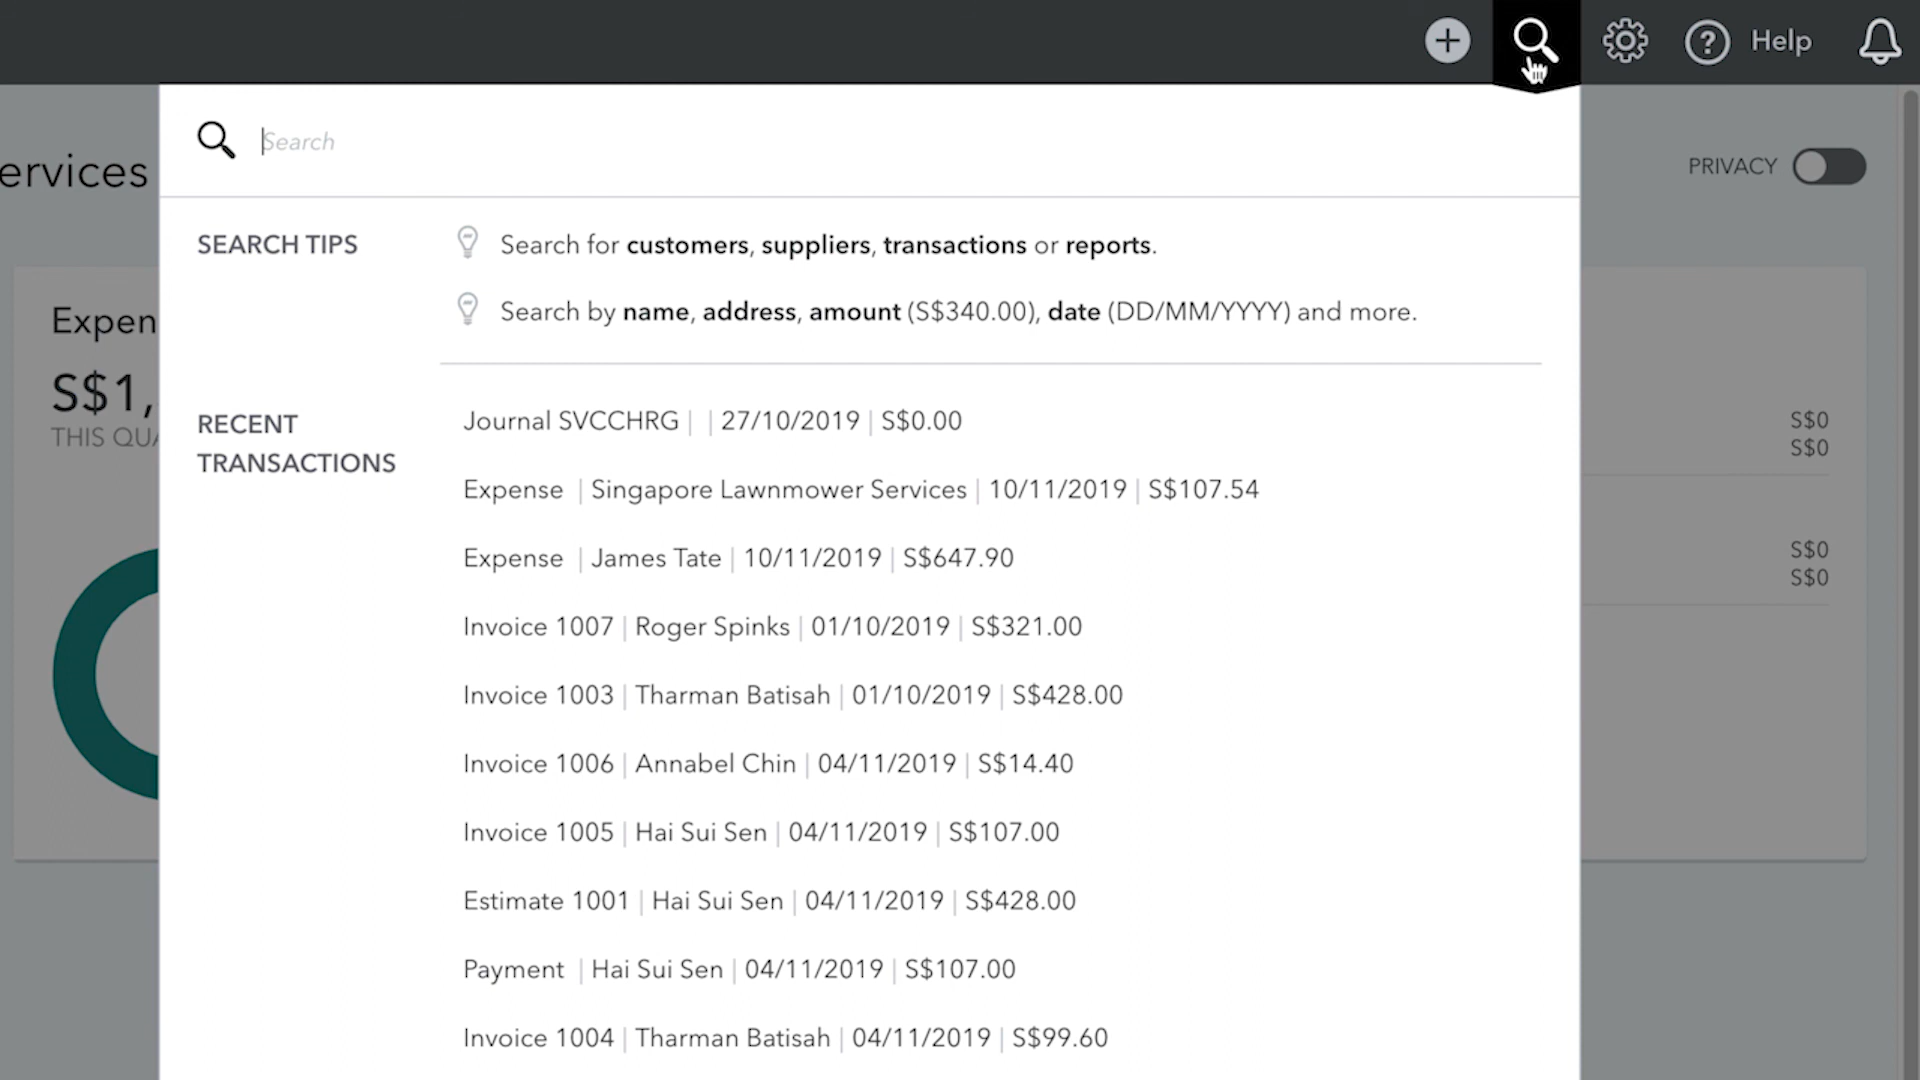 Help
Search
ervices
PRIVACY
SEARCH TIPS
Search for customers, suppliers, transactions or reports.
Search by name, address, amount (S$340.00), date (DD/MM/YYYY) and more.
Expen
S$1,
THIS QUA
RECENT
TRANSACTIONS
Journal SVCCHRG | | 27/10/2019 | S$0.00
Expense | Singapore Lawnmower Services | 10/11/2019 | S$107.54
Expense | James Tate | 10/11/2019 | S$647.90
Invoice 1007 | Roger Spinks | 01/10/2019 | S$321.00
Invoice 1003 | Tharman Batisah | 01/10/2019 | S$428.00
Invoice 1006 | Annabel Chin | 04/11/2019 | S$14.40
Invoice 1005 | Hai Sui Sen | 04/11/2019 | S$107.00
Estimate 1001 | Hai Sui Sen | 04/11/2019 | S$428.00
Payment | Hai Sui Sen | 04/11/2019 | S$107.00
Invoice 1004 | Tharman Batisah | 04/11/2019 | S$99.60
S$0
S$0
S$0
S$0